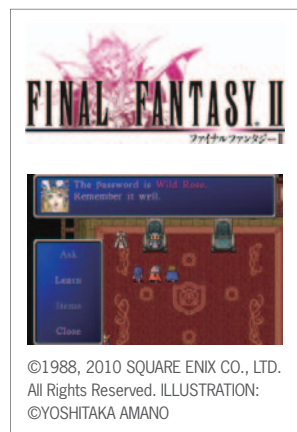 FINAL FANTASY II
ファイナルファンタジーII
The Password is Wild Rose.
Remember it well.
Ask
Learn
Items
Close
©1988, 2010 SQUARE ENIX CO., LTD.
All Rights Reserved. ILLUSTRATION:
©YOSHITAKA AMANO